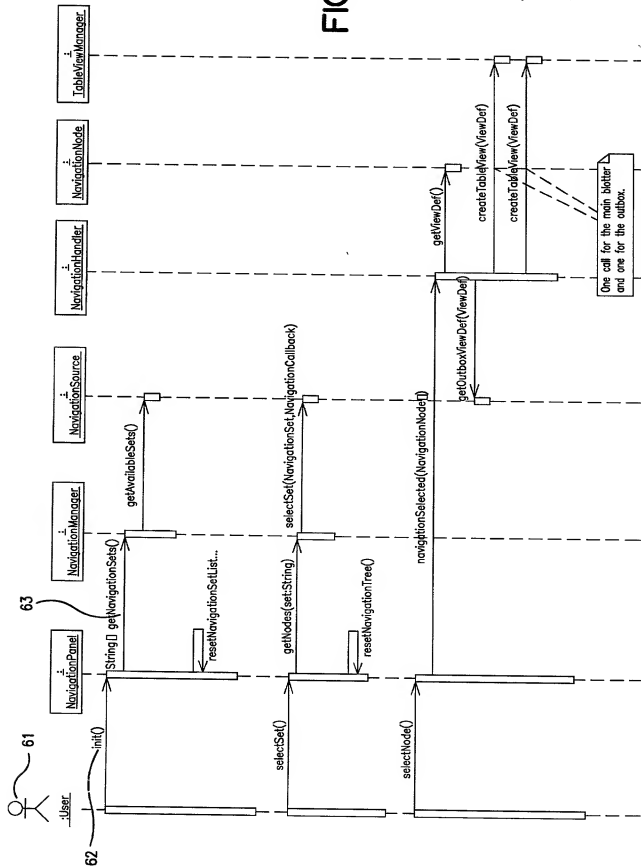 FIG
61
:User
62
:
NavigationPanel
:
NavigationManager
:
NavigationSource
:
NavigationHandler
:
NavigationNode
:
TableViewManager
init()
63
String[] getNavigationSets()
getAvailableSets()
resetNavigationSetList...
selectSet()
getNodes(set:String)
selectSet(NavigationSet,NavigationCallback)
resetNavigationTree()
selectNode()
navigationSelected(NavigationNode[])
getViewDef()
getOutboxViewDef(ViewDef)
createTableView(ViewDef)
createTableView(ViewDef)
One call for the main blotter
and one for the outbox.